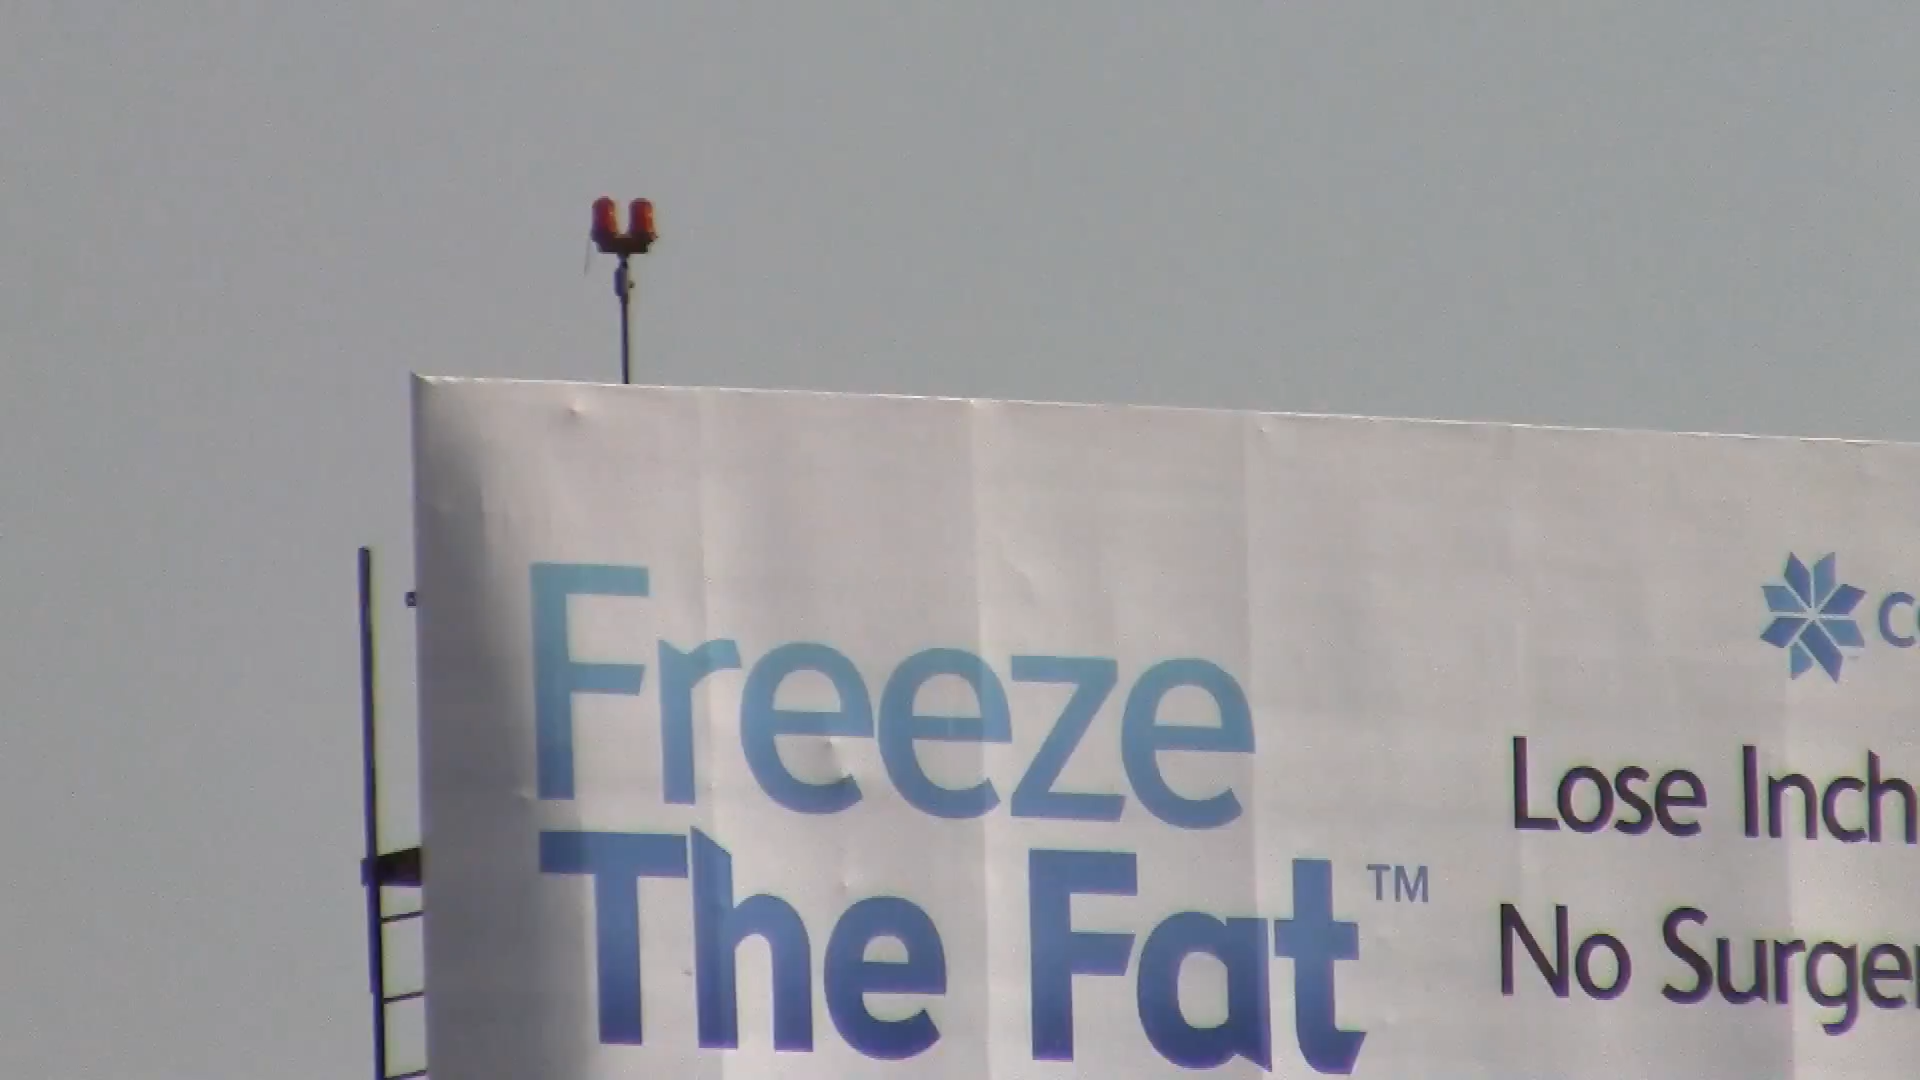 Freeze
The Fat™
Lose Inch
No Surger